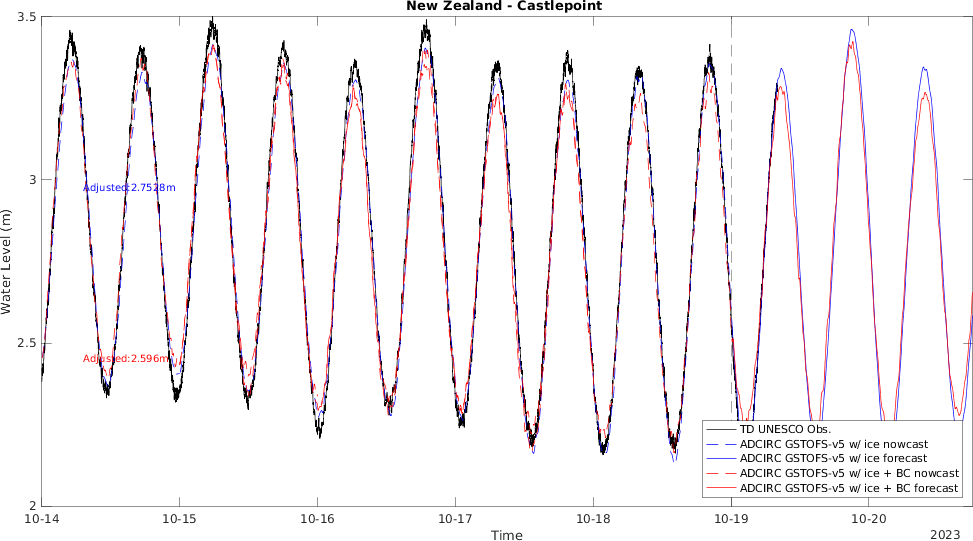 New Zealand - Castlepoint
3.5
3
2.5
2
Water Level (m)
Adjusted:2.7528m
Adjusted:2.596m
TD UNESCO Obs.
ADCIRC GSTOFS-v5 w/ ice nowcast
ADCIRC GSTOFS-v5 w/ ice forecast
ADCIRC GSTOFS-v5 w/ ice + BC nowcast
ADCIRC GSTOFS-v5 w/ ice + BC forecast
10-14 10-15 10-16 10-17 10-18 10-19 10-20
Time
2023